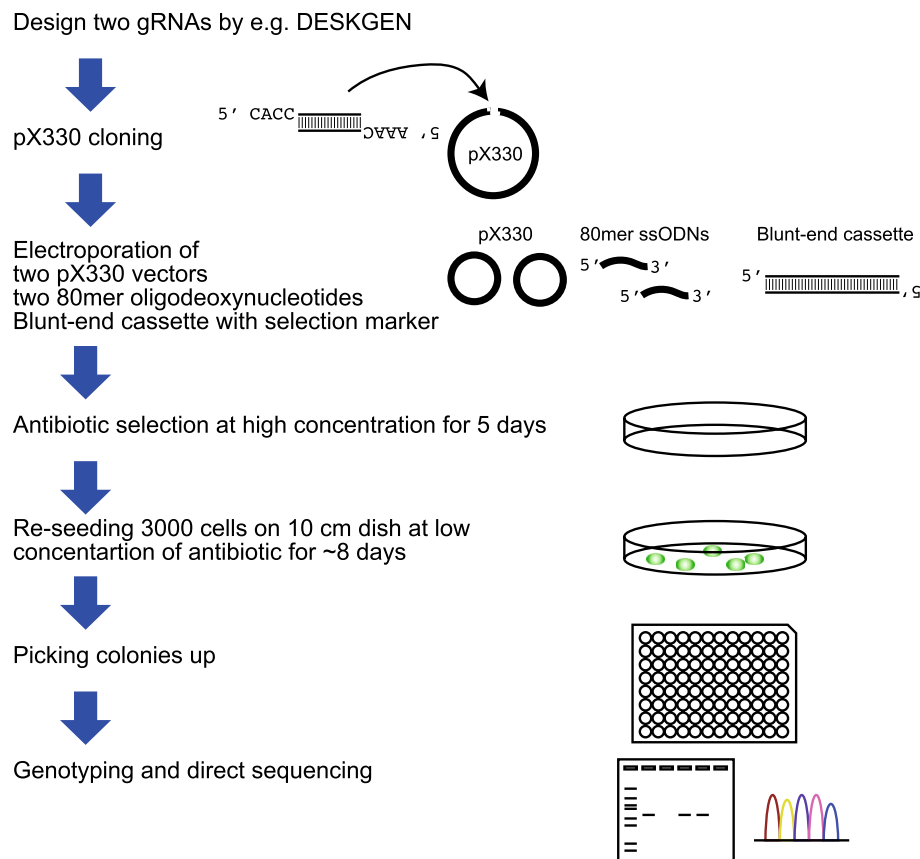 Design two gRNAs by e.g. DESKGEN
5' CACC
5' AAAC
pX330 cloning
pX330
Electroporation of
two pX330 vectors
two 80mer oligodeoxynucleotides
Blunt-end cassette with selection marker
pX330
80mer ssODNs
Blunt-end cassette
5' 3'
5' 3'
5'
5'
Antibiotic selection at high concentration for 5 days
Re-seeding 3000 cells on 10 cm dish at low
concentartion of antibiotic for ~8 days
Picking colonies up
Genotyping and direct sequencing